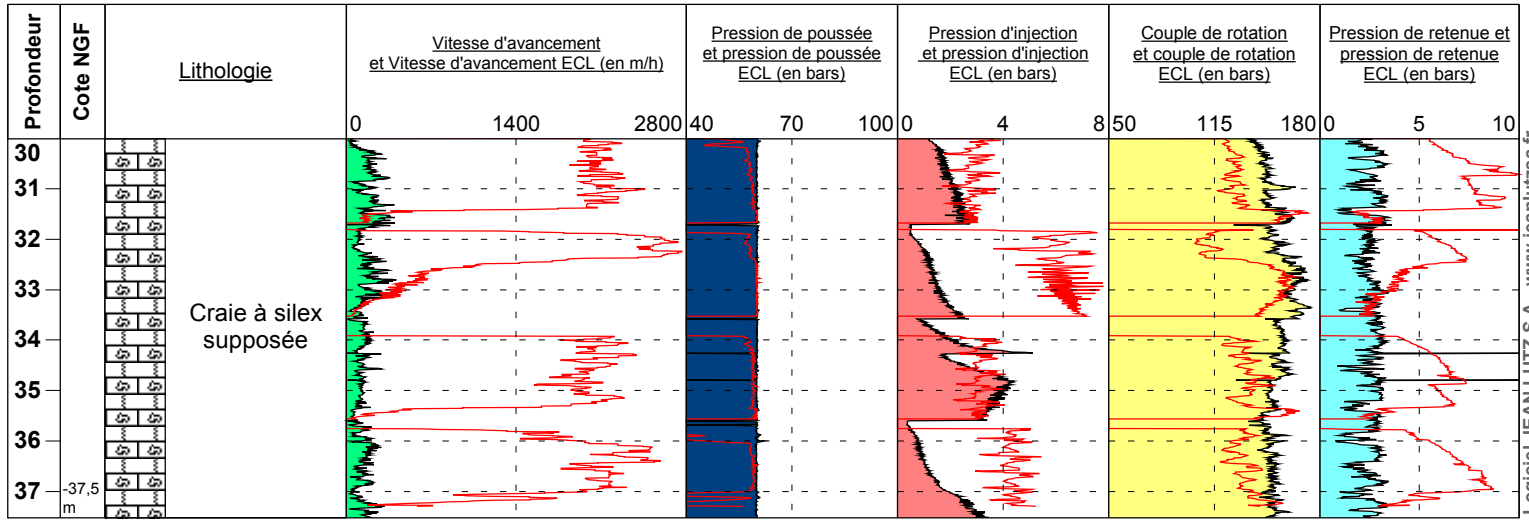 Profondeur
Cote NGF
Lithologie
Vitesse d'avancement
et Vitesse d'avancement ECL (en m/h)
Pression de poussée
et pression de poussée
ECL (en bars)
Pression d'injection
et pression d'injection
ECL (en bars)
Couple de rotation
et couple de rotation
ECL (en bars)
Pression de retenue et
pression de retenue
ECL (en bars)
0 1400 2800 40 70 100 0 4 8 50 115 180 0 5 10
30
31
32
33
Craie à silex
supposée
34
35
36
37
-37,5
m
Logiciel JEAN LUTZ S.A.